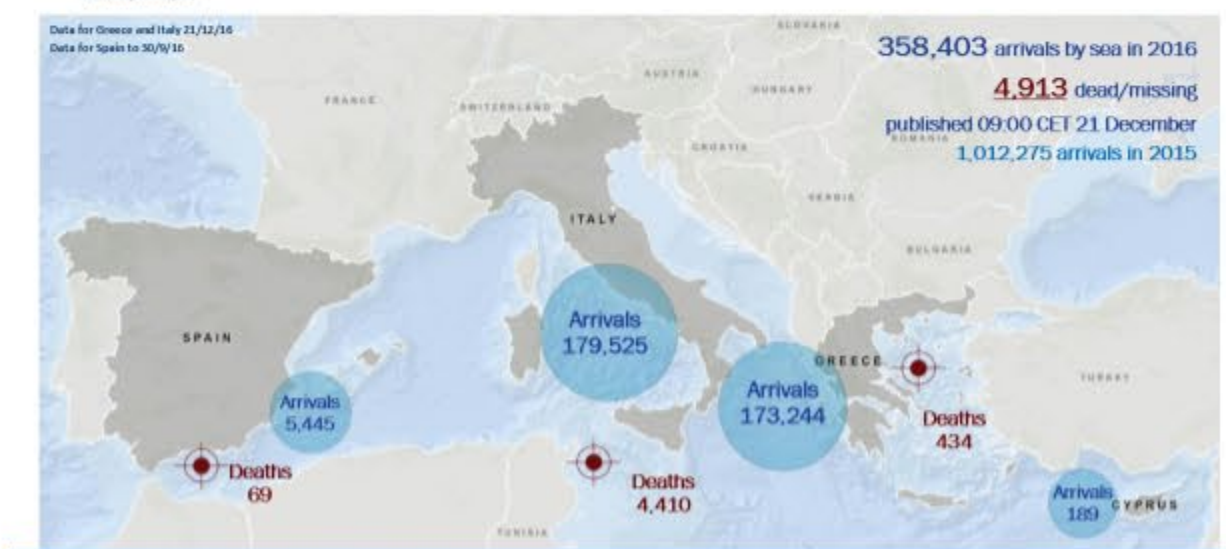 Data for Greece and Italy 21/12/16
Data for Spain to 30/9/16
358,403 arrivals by sea in 2016
4,913 dead/missing
published 09:00 CET 21 December
1,012,275 arrivals in 2015
SLOVAKIA
AUSTRIA
HUNGARY
FRANCE
SWITZERLAND
ROMANIA
CROATIA
SERBIA
ITALY
BULGARIA
SPAIN
Arrivals
179,525
GREECE
TURKEY
Arrivals
173,244
Arrivals
5,445
Deaths
434
Deaths
69
Deaths
4,410
Arrivals
189
CYPRUS
TUNISIA